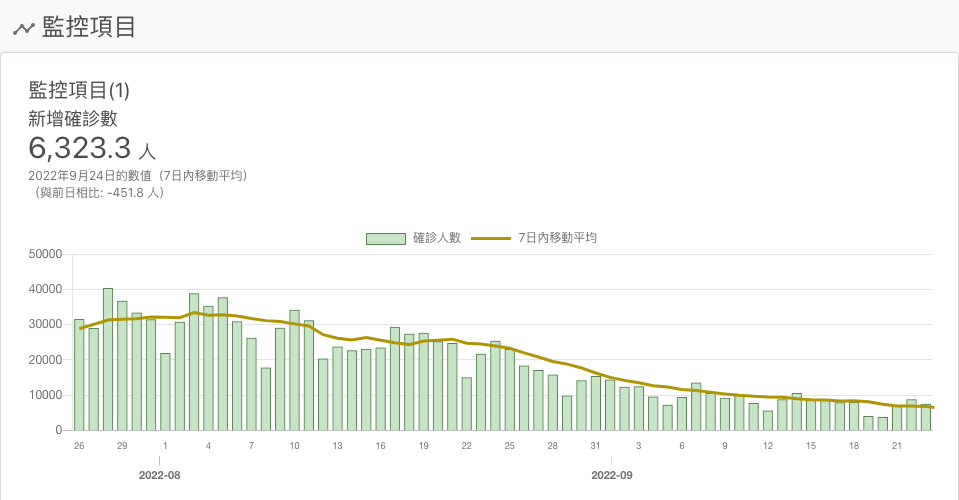 監控項目
監控項目(1)
新增確診數
6,323.3 人
2022年9月24日的數值（7日內移動平均）
（與前日相比: -451.8 人）
確診人數 7日內移動平均
50000
40000
30000
20000
10000
0
26 29 1 4 7 10 13 16 19 22 25 28 31 3 6 9 12 15 18 21
2022-08 2022-09